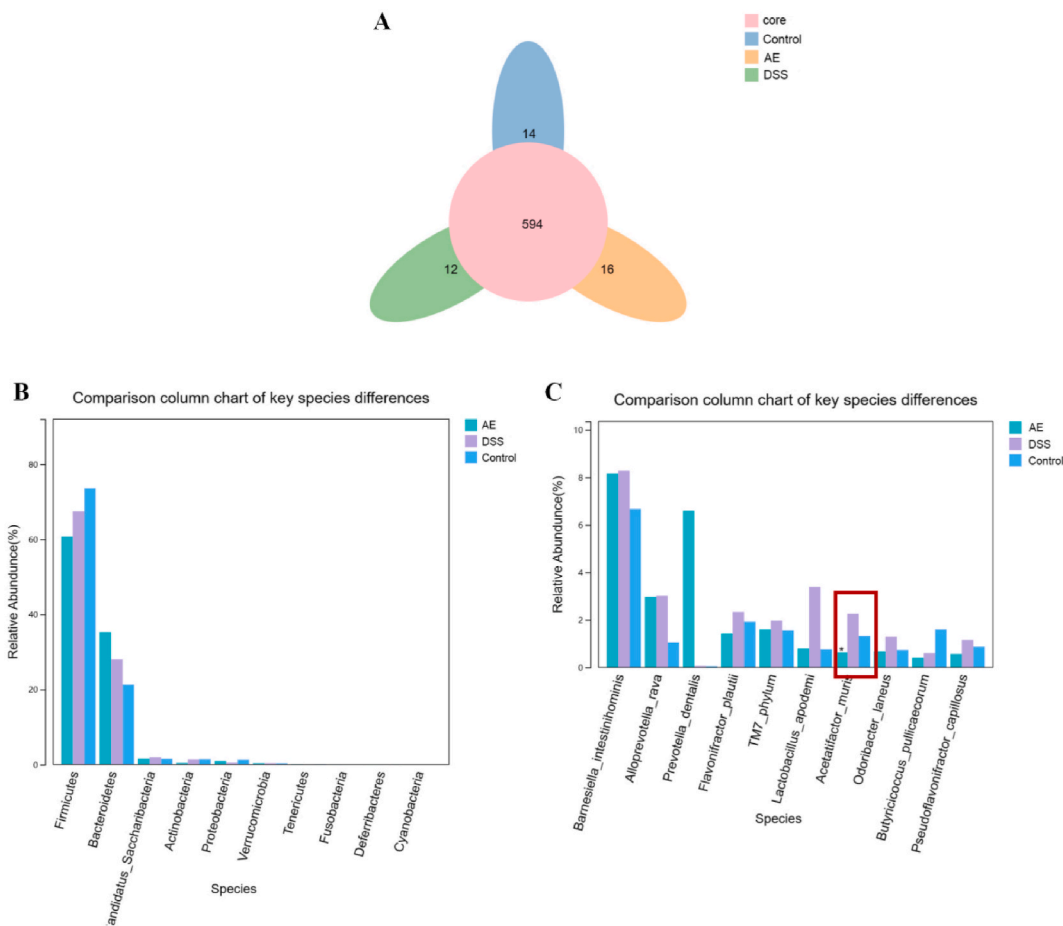 A
core
Control
AE
DSS
14
594
12
16
B
Comparison column chart of key species differences
AE
DSS
Control
80
60
40
20
0
Relative Abundunce(%)
Firmicutes
Bacteroidetes
andidatus_Saccharibacteria
Actinobacteria
Proteobacteria
Verrucomicrobia
Tenericutes
Fusobacteria
Deferribacteres
Cyanobacteria
Species
C
Comparison column chart of key species differences
AE
DSS
Control
10
8
6
4
2
0
Relative Abundunce(%)
*
Barnesiella_intestinihominis
Alloprevotella_rava
Prevotella_dentalis
Flavonifractor_plautii
TM7_phylum
Lactobacillus_apodemi
Acetatifactor_muris
Odoribacter_laneus
Butyricicoccus_pullicaecorum
Pseudoflavonifractor_capillosus
Species